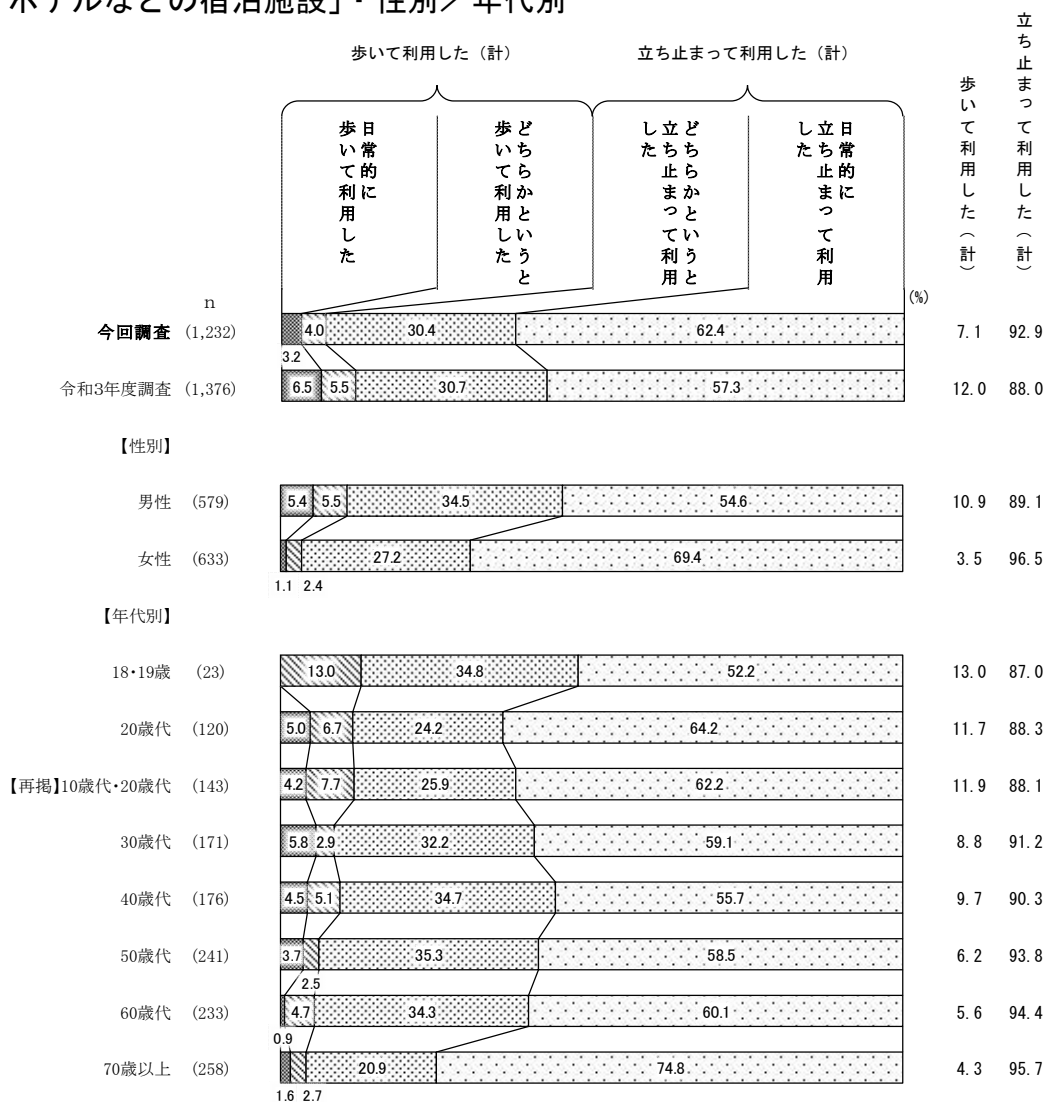 ホテルなどの宿泊施設」- 性別／年代別
歩いて利用した（計）
立ち止まって利用した（計）
日常的に歩いて利用した
どちらかというと歩いて利用した
どちらかというと立ち止まって利用した
日常的に立ち止まって利用した
歩いて利用した（計）
立ち止まって利用した（計）
n
(%)
今回調査 (1,232) 3.2 4.0 30.4 62.4 7.1 92.9
令和3年度調査 (1,376) 6.5 5.5 30.7 57.3 12.0 88.0
【性別】
男性 (579) 5.4 5.5 34.5 54.6 10.9 89.1
女性 (633) 1.1 2.4 27.2 69.4 3.5 96.5
【年代別】
18・19歳 (23) 13.0 34.8 52.2 13.0 87.0
20歳代 (120) 5.0 6.7 24.2 64.2 11.7 88.3
【再掲】10歳代・20歳代 (143) 4.2 7.7 25.9 62.2 11.9 88.1
30歳代 (171) 5.8 2.9 32.2 59.1 8.8 91.2
40歳代 (176) 4.5 5.1 34.7 55.7 9.7 90.3
50歳代 (241) 3.7 2.5 35.3 58.5 6.2 93.8
60歳代 (233) 0.9 4.7 34.3 60.1 5.6 94.4
70歳以上 (258) 1.6 2.7 20.9 74.8 4.3 95.7